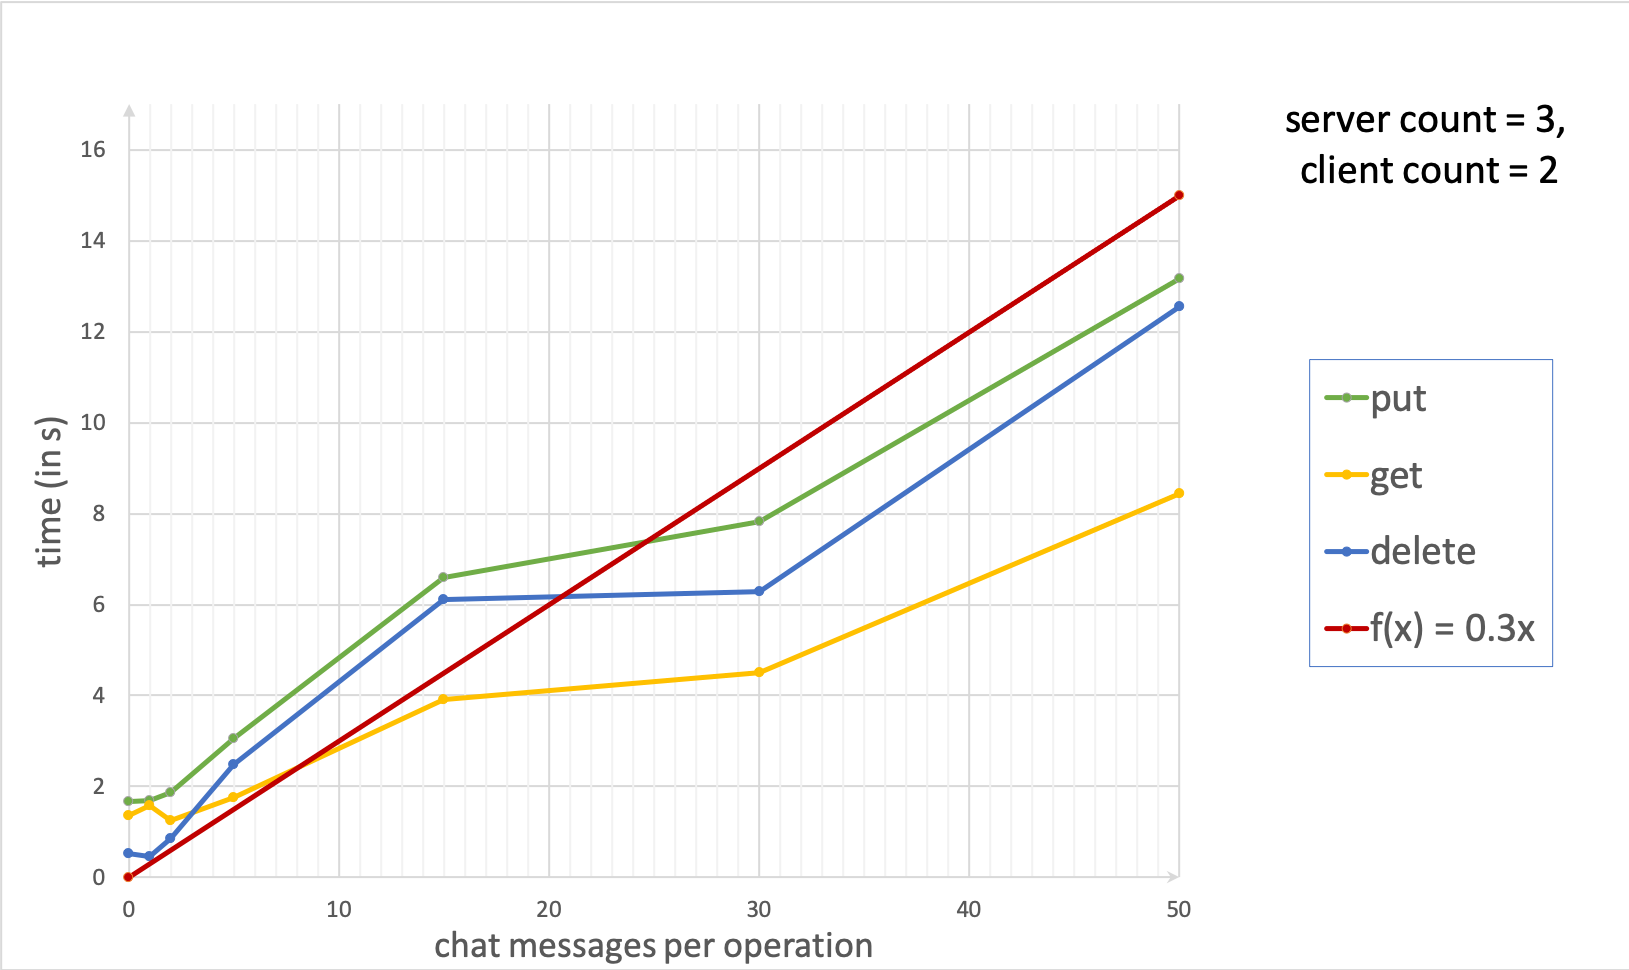 server count = 3,
client count = 2
16
14
12
10
8
6
4
2
0
time (in s)
0 10 20 30 40 50
chat messages per operation
put
get
delete
f(x) = 0.3x